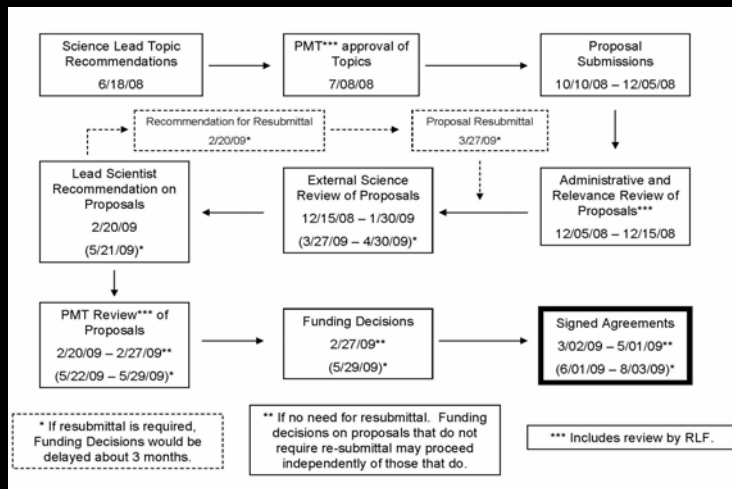 Science Lead Topic
Recommendations
6/18/08
PMT*** approval of
Topics
7/08/08
Proposal
Submissions
10/10/08 – 12/05/08
Recommendation for Resubmittal
2/20/09*
Proposal Resubmittal
3/27/09*
Lead Scientist
Recommendation on
Proposals
2/20/09
(5/21/09)*
External Science
Review of Proposals
12/15/08 – 1/30/09
(3/27/09 – 4/30/09)*
Administrative and
Relevance Review of
Proposals***
12/05/08 – 12/15/08
PMT Review*** of
Proposals
2/20/09 – 2/27/09**
(5/22/09 – 5/29/09)*
Funding Decisions
2/27/09**
(5/29/09)*
Signed Agreements
3/02/09 – 5/01/09**
(6/01/09 – 8/03/09)*
* If resubmittal is required,
Funding Decisions would be
delayed about 3 months.
** If no need for resubmittal. Funding
decisions on proposals that do not
require re-submittal may proceed
independently of those that do.
*** Includes review by RLF.